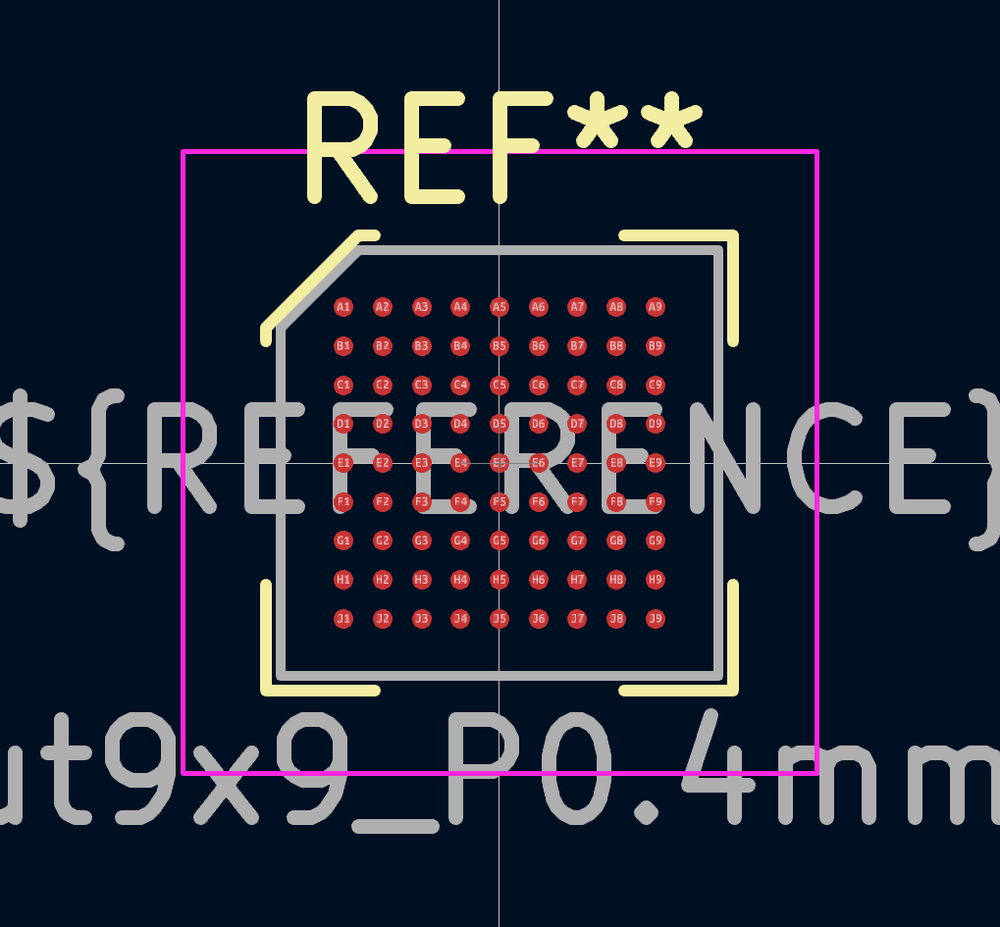 REF**
A1 A2 A3 A4 A5 A6 A7 A8 A9
B1 B2 B3 B4 B5 B6 B7 B8 B9
C1 C2 C3 C4 C5 C6 C7 C8 C9
D1 D2 D3 D4 D5 D6 D7 D8 D9
${REFERENCE}
E1 E2 E3 E4 E5 E6 E7 E8 E9
F1 F2 F3 F4 F5 F6 F7 F8 F9
G1 G2 G3 G4 G5 G6 G7 G8 G9
H1 H2 H3 H4 H5 H6 H7 H8 H9
J1 J2 J3 J4 J5 J6 J7 J8 J9
ut9x9_P0.4mm